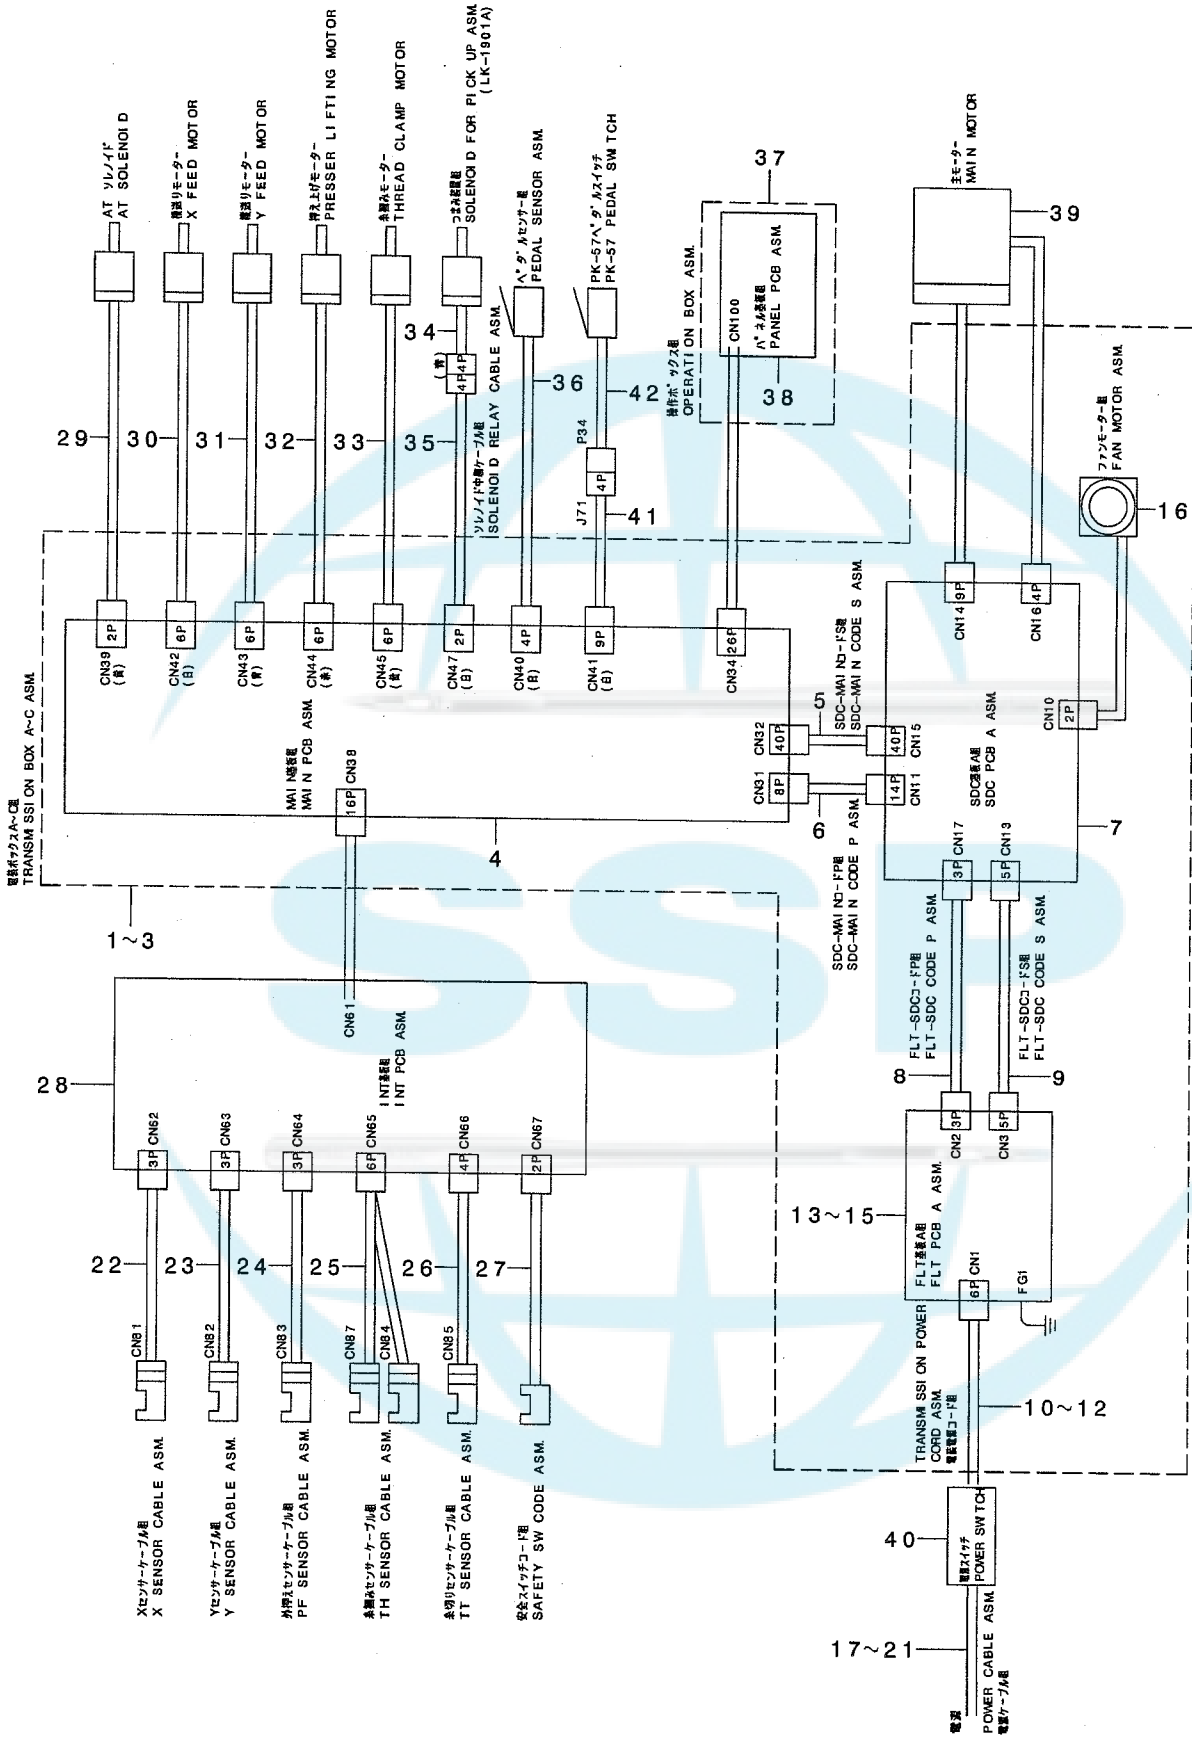 電装ボックスA~C組
TRANSMISSION BOX A~C ASM.
1~3
AT ソレノイド
AT SOLENOID
29
CN39
2P
X FEED MOTOR
30
CN42
(白)
6P
Y FEED MOTOR
31
CN43
(青)
6P
押え上げモーター
PRESSER LIFTING MOTOR
32
CN44
(赤)
6P
糸掴みモーター
THREAD CLAMP MOTOR
33
CN45
6P
つまみ装置組
SOLENOID FOR PICK UP ASM.
(LK-1901A)
34
(青)
4P 4P
35
ソレノイド中継ケーブル組
SOLENOID RELAY CABLE ASM.
CN47
(白)
2P
ペダルセンサー組
PEDAL SENSOR ASM.
36
CN40
(白)
4P
PK-57ペダルスイッチ
PK-57 PEDAL SWITCH
42
P34
4P
J71
41
CN41
(白)
9P
操作ボックス組
OPERATION BOX ASM.
37
CN100
パネル基板組
PANEL PCB ASM.
38
CN34
26P
MAIN基板組
MAIN PCB ASM.
4
16P CN38
CN32
40P
CN31
8P
5
SDC-MAINコードS組
SDC-MAIN CODE S ASM.
6
SDC-MAINコードP組
SDC-MAIN CODE P ASM.
40P
CN15
14P
CN11
主モーター
MAIN MOTOR
39
CN14
9P
CN16
4P
ファンモーター組
FAN MOTOR ASM.
16
CN10
2P
SDC基板A組
SDC PCB A ASM.
7
3P CN17
5P CN13
FLT-SDCコードP組
FLT-SDC CODE P ASM.
8
FLT-SDCコードS組
FLT-SDC CODE S ASM.
9
CN2 3P
CN3 5P
13~15
FLT基板A組
FLT PCB A ASM.
6P CN1
FG1
TRANSMISSION POWER
CORD ASM.
電装電源コード組
10~12
40
電源スイッチ
POWER SWITCH
17~21
電源
POWER CABLE ASM.
電源ケーブル組
28
CN61
INT基板組
INT PCB ASM.
3P CN62
3P CN63
3P CN64
6P CN65
4P CN66
2P CN67
22
CN81
Xセンサーケーブル組
X SENSOR CABLE ASM.
23
CN82
Yセンサーケーブル組
Y SENSOR CABLE ASM.
24
CN83
外押えセンサーケーブル組
PF SENSOR CABLE ASM.
25
CN87
CN84
糸掴みセンサーケーブル組
TH SENSOR CABLE ASM.
26
CN85
糸切りセンサーケーブル組
TT SENSOR CABLE ASM.
27
安全スイッチコード組
SAFETY SW CODE ASM.
SSP